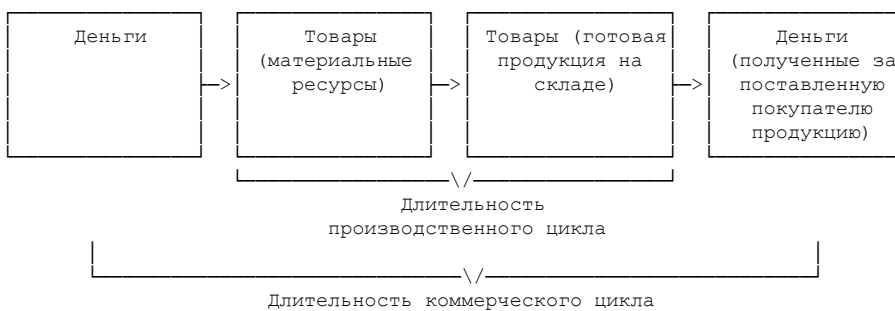 Деньги
Товары
(материальные
ресурсы)
Товары (готовая
продукция на
складе)
Деньги
(полученные за
поставленную
покупателю
продукцию)
Длительность
производственного цикла
Длительность коммерческого цикла